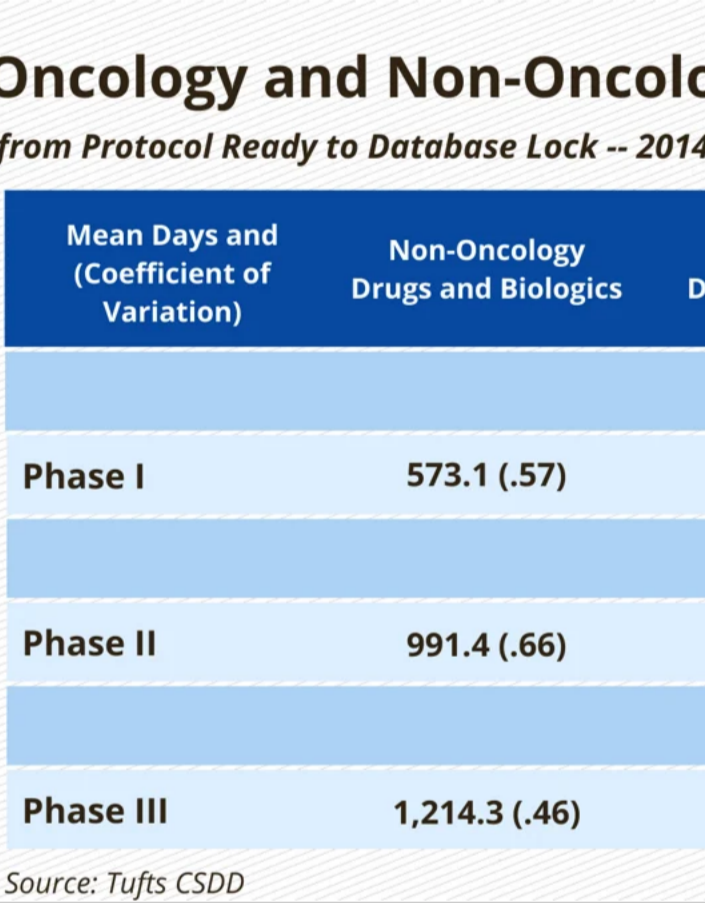 Oncology and Non-Oncolo
from Protocol Ready to Database Lock -- 2014
Mean Days and
(Coefficient of
Variation)
Non-Oncology
Drugs and Biologics
D
Phase I 573.1 (.57)
Phase II 991.4 (.66)
Phase III 1,214.3 (.46)
Source: Tufts CSDD